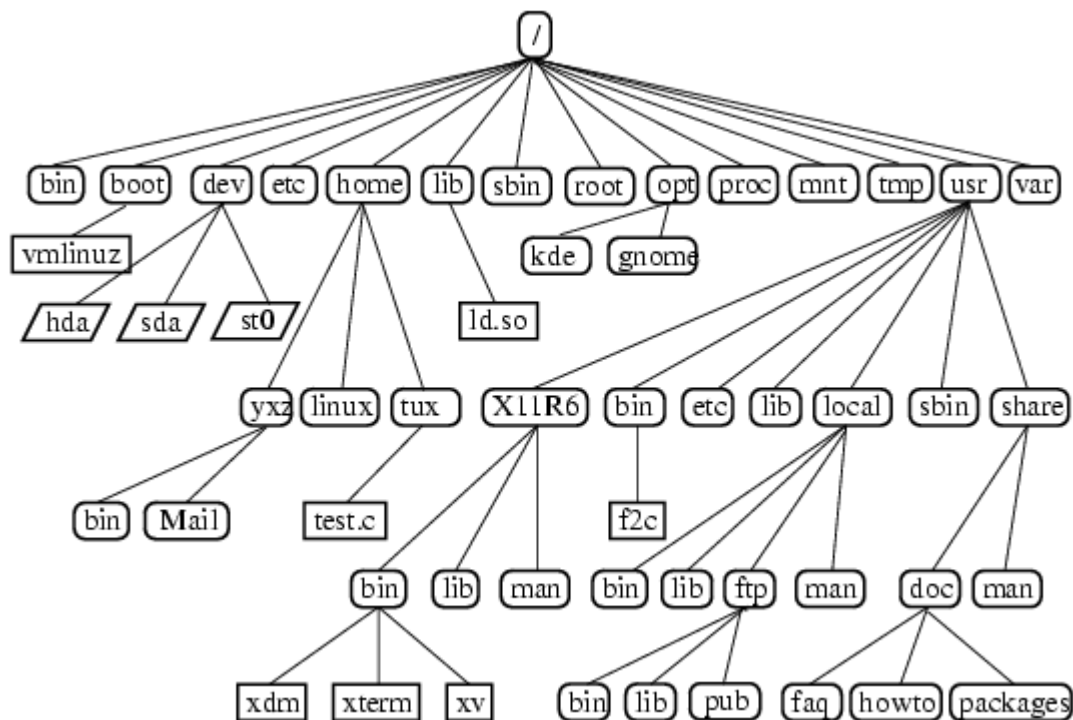 /
bin boot dev etc home lib sbin root opt proc mnt tmp usr var
vmlinuz kde gnome
hda sda st0 ld.so
yxz linux tux X11R6 bin etc lib local sbin share
bin Mail test.c f2c
bin lib man bin lib ftp man doc man
xdm xterm xv bin lib pub faq howto packages